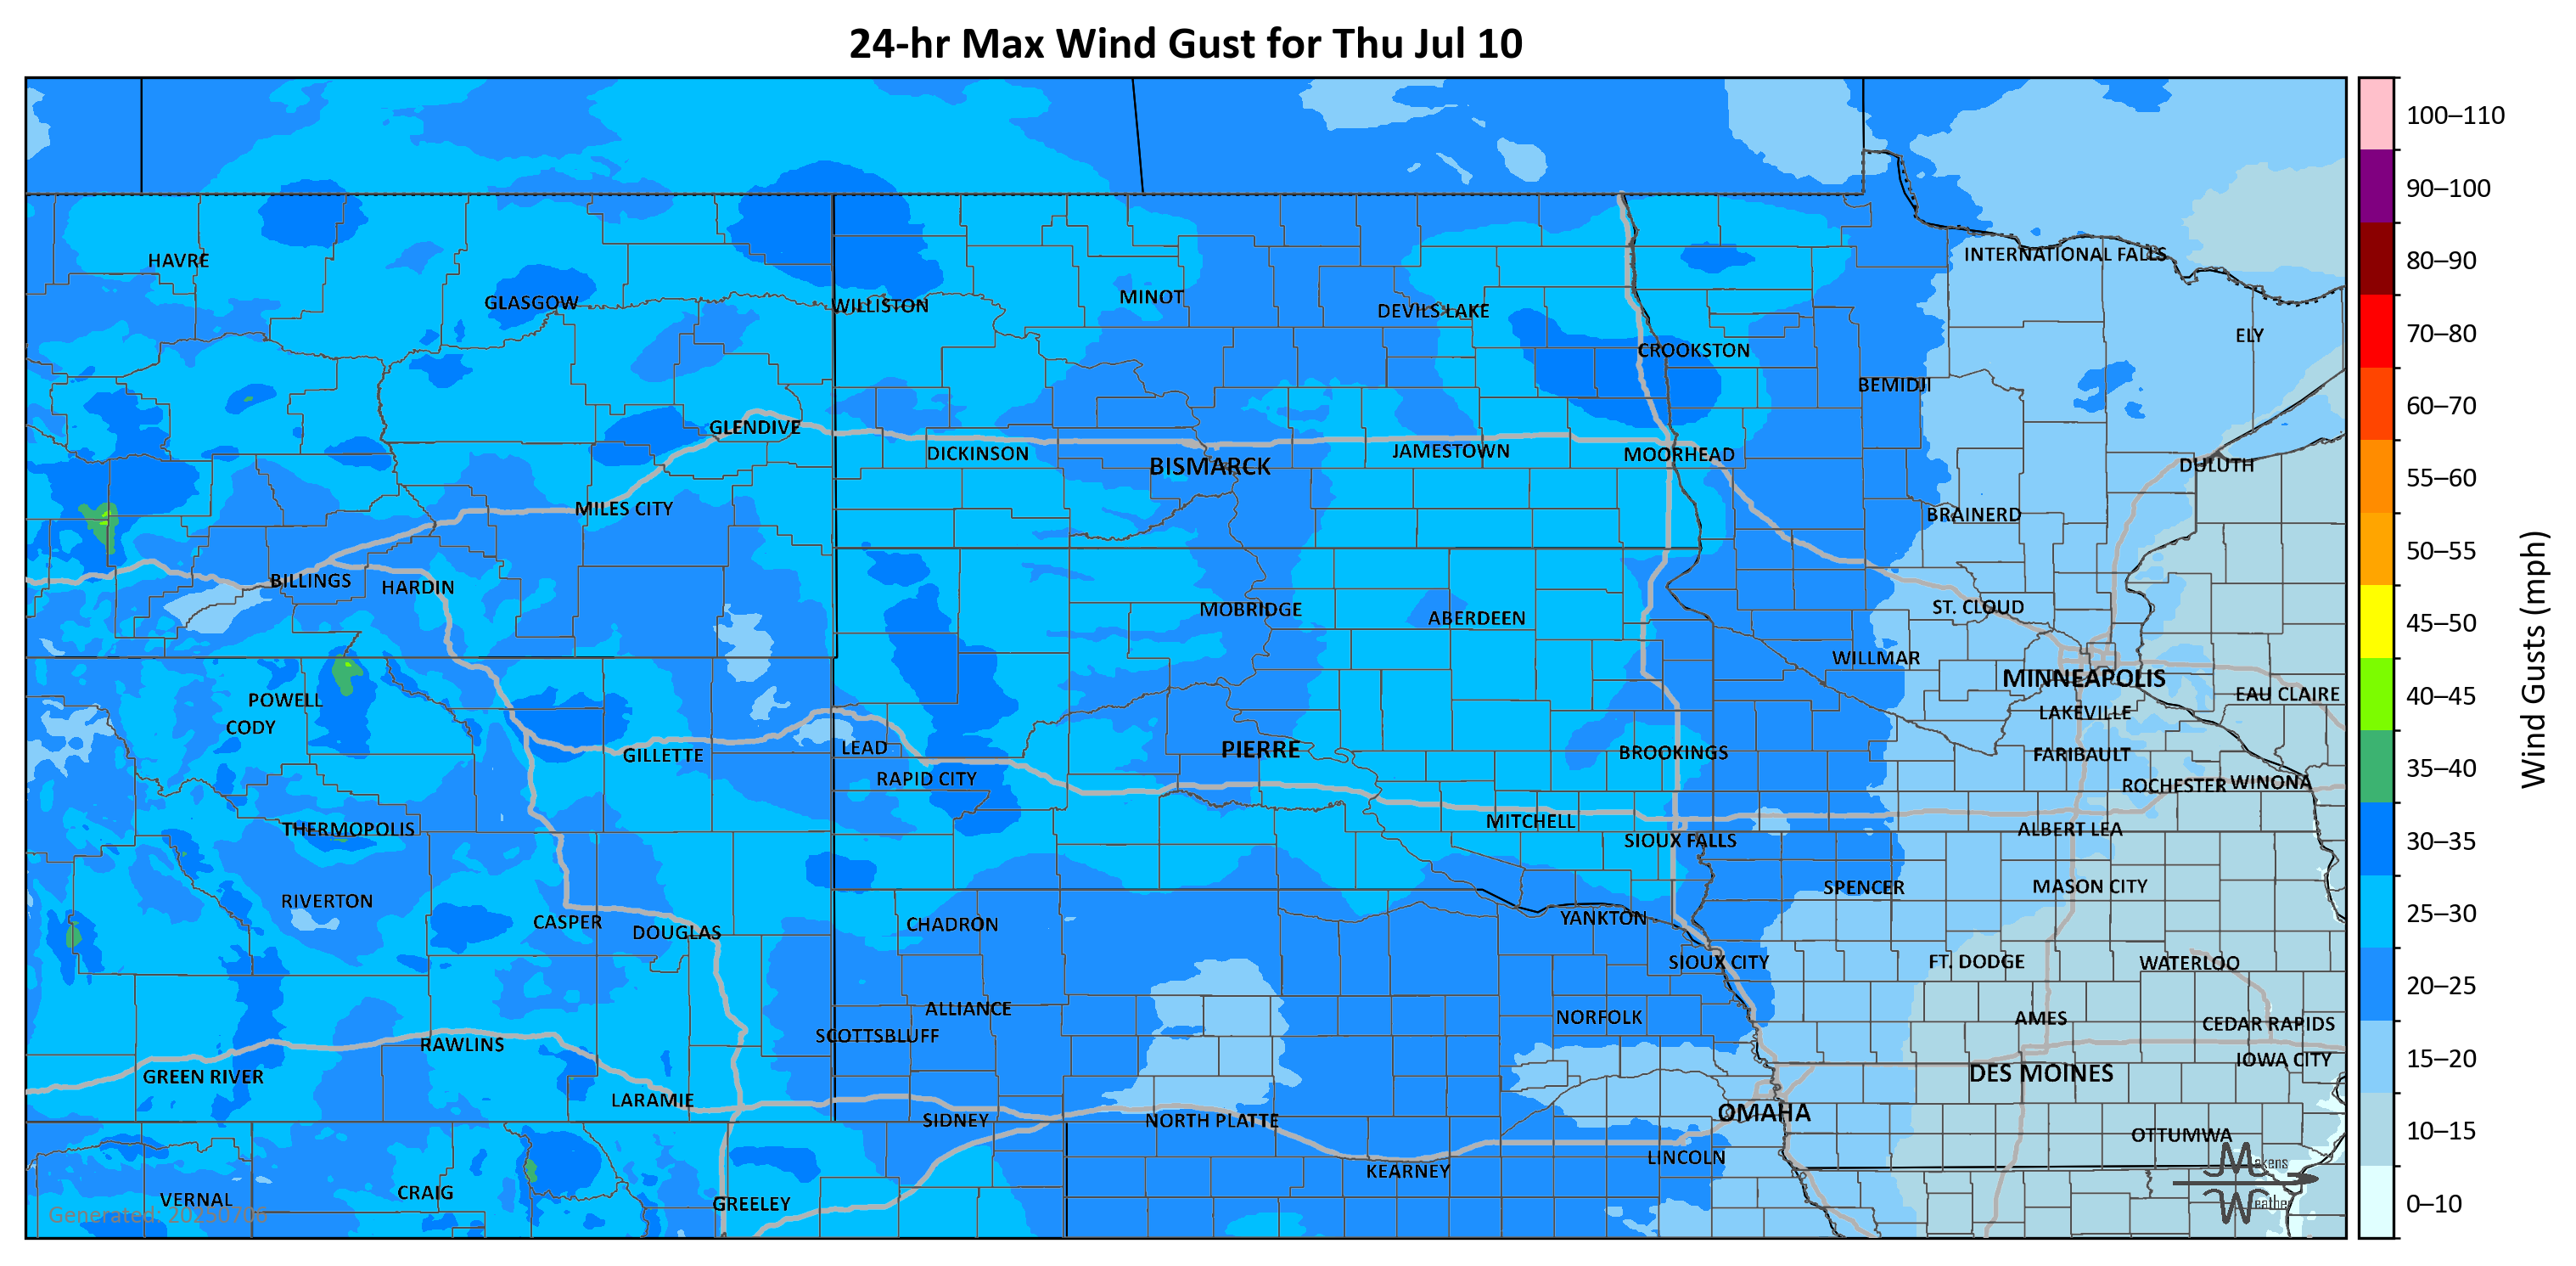 24-hr Max Wind Gust for Thu Jul 10
100–110
90–100
80–90
70–80
60–70
55–60
50–55
45–50
40–45
35–40
30–35
25–30
20–25
15–20
10–15
0–10
Wind Gusts (mph)
HAVRE
INTERNATIONAL FALLS
GLASGOW
WILLISTON
MINOT
DEVILS LAKE
ELY
CROOKSTON
BEMIDJI
GLENDIVE
DICKINSON
BISMARCK
JAMESTOWN
MOORHEAD
DULUTH
MILES CITY
BRAINERD
BILLINGS
HARDIN
MOBRIDGE
ABERDEEN
ST. CLOUD
WILLMAR
MINNEAPOLIS
EAU CLAIRE
POWELL
CODY
LAKEVILLE
GILLETTE
LEAD
PIERRE
BROOKINGS
FARIBAULT
RAPID CITY
ROCHESTER
WINONA
THERMOPOLIS
MITCHELL
SIOUX FALLS
ALBERT LEA
RIVERTON
SPENCER
MASON CITY
CASPER
DOUGLAS
CHADRON
YANKTON
SIOUX CITY
FT. DODGE
WATERLOO
ALLIANCE
NORFOLK
AMES
CEDAR RAPIDS
SCOTTSBLUFF
RAWLINS
IOWA CITY
GREEN RIVER
DES MOINES
LARAMIE
SIDNEY
NORTH PLATTE
OMAHA
OTTUMWA
LINCOLN
KEARNEY
VERNAL
CRAIG
GREELEY
Generated: 20250706
Makens
Weather